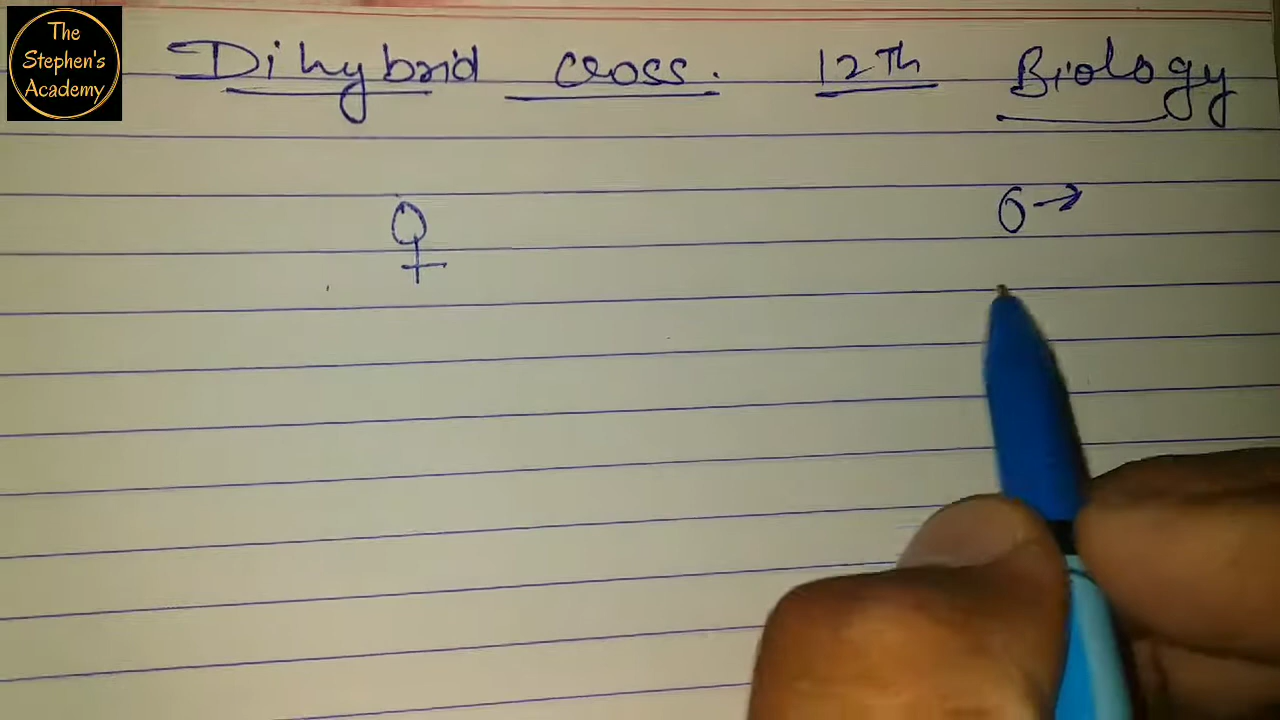 The
Stephen's
Academy
Dihybrid cross. 12Th Biology
♀ ♂